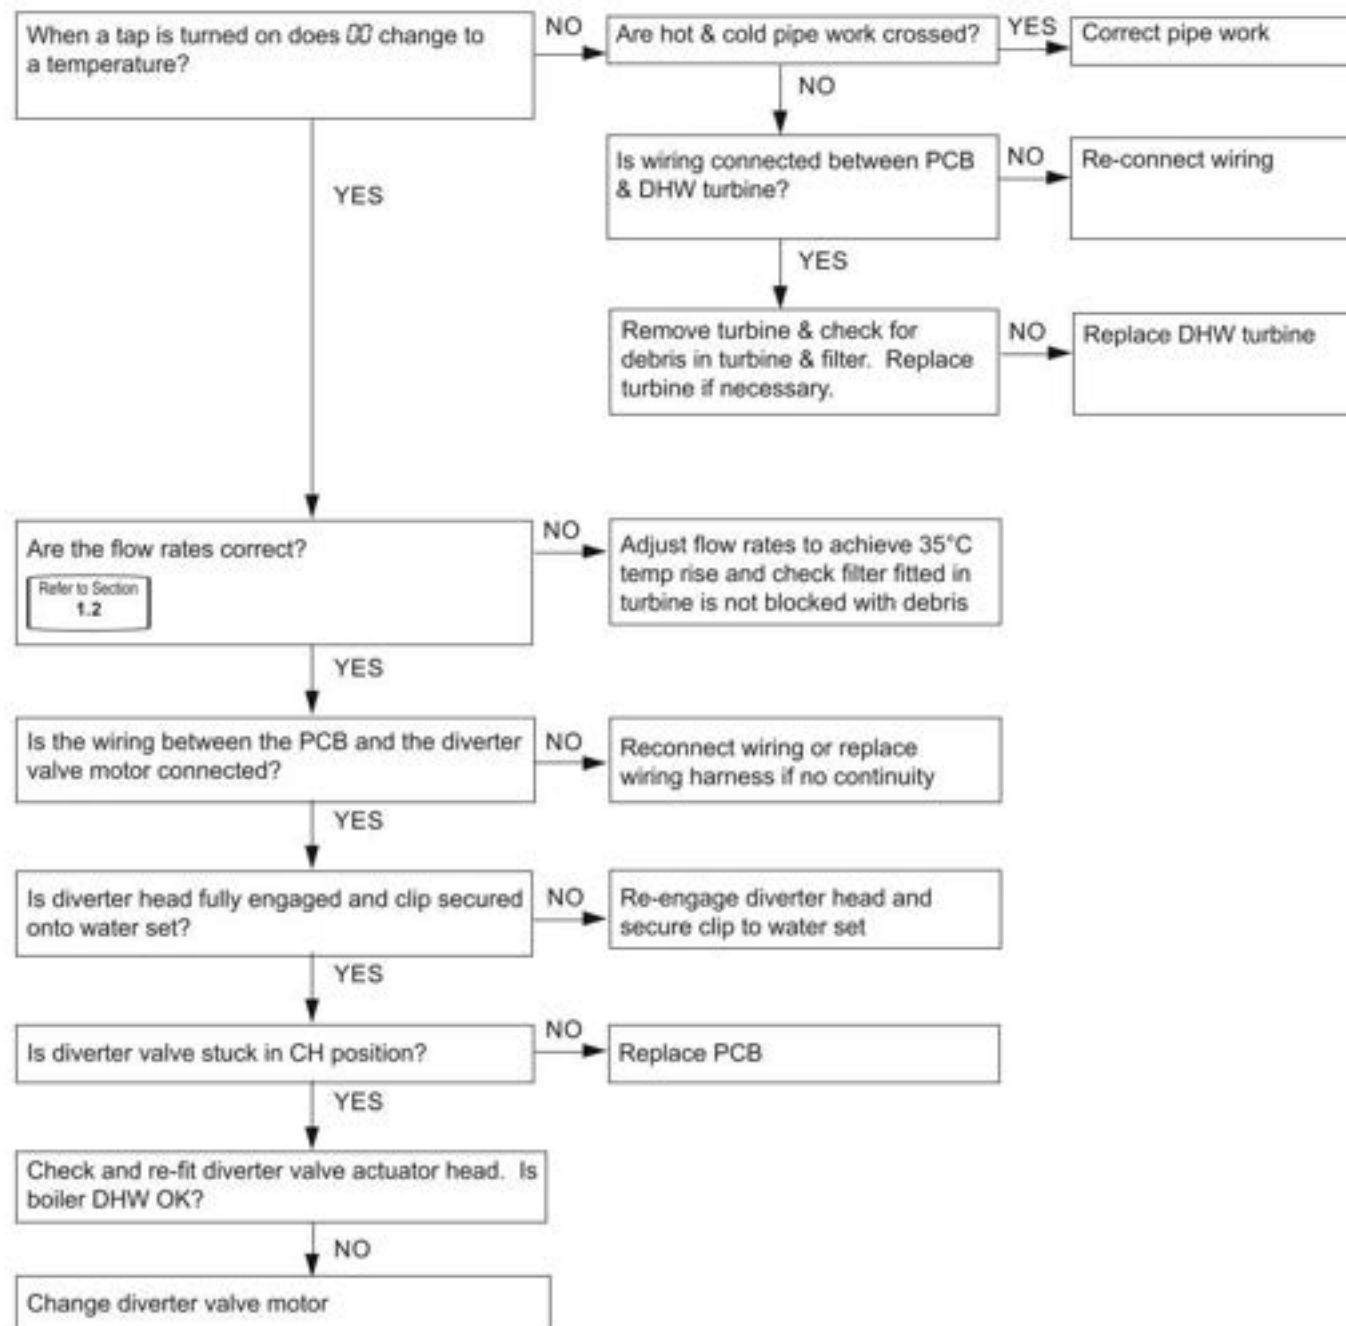 When a tap is turned on does 00 change to
a temperature?
NO
Are hot & cold pipe work crossed?
YES
Correct pipe work
NO
Is wiring connected between PCB
& DHW turbine?
NO
Re-connect wiring
YES
YES
Remove turbine & check for
debris in turbine & filter. Replace
turbine if necessary.
NO
Replace DHW turbine
Are the flow rates correct?
Refer to Section
1.2
NO
Adjust flow rates to achieve 35°C
temp rise and check filter fitted in
turbine is not blocked with debris
YES
Is the wiring between the PCB and the diverter
valve motor connected?
NO
Reconnect wiring or replace
wiring harness if no continuity
YES
Is diverter head fully engaged and clip secured
onto water set?
NO
Re-engage diverter head and
secure clip to water set
YES
Is diverter valve stuck in CH position?
NO
Replace PCB
YES
Check and re-fit diverter valve actuator head. Is
boiler DHW OK?
NO
Change diverter valve motor